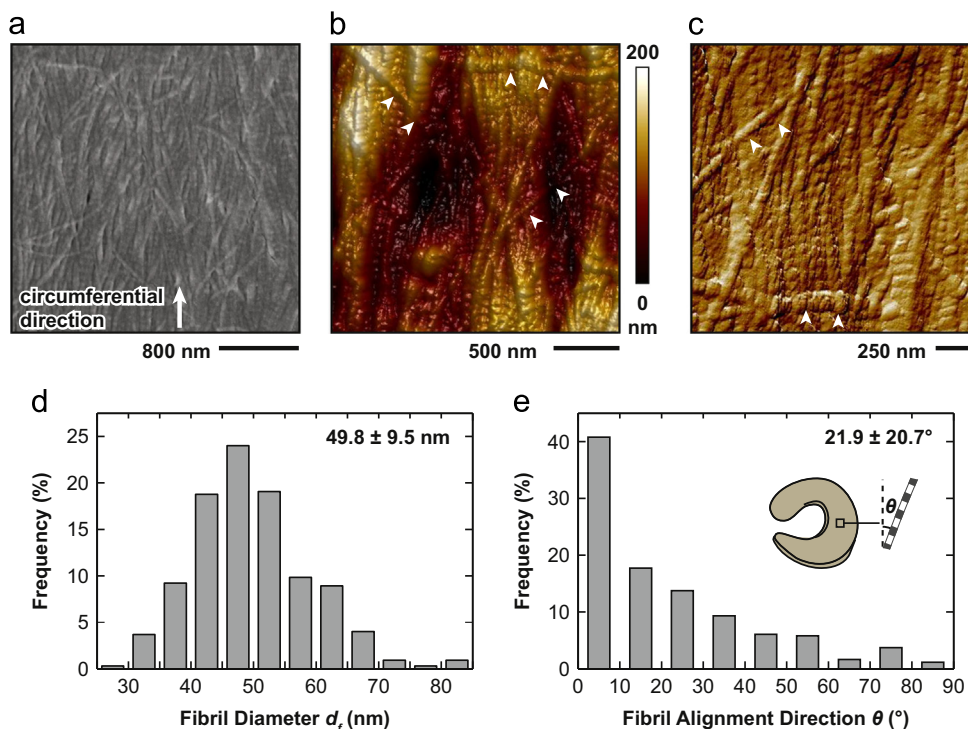 a
b
c
circumferential
direction
200
0
nm
800 nm
500 nm
250 nm
d
49.8 ± 9.5 nm
25
20
15
10
5
0
Frequency (%)
30 40 50 60 70 80
Fibril Diameter df (nm)
e
21.9 ± 20.7°
θ
40
30
20
10
0
Frequency (%)
0 10 20 30 40 50 60 70 80 90
Fibril Alignment Direction θ (°)